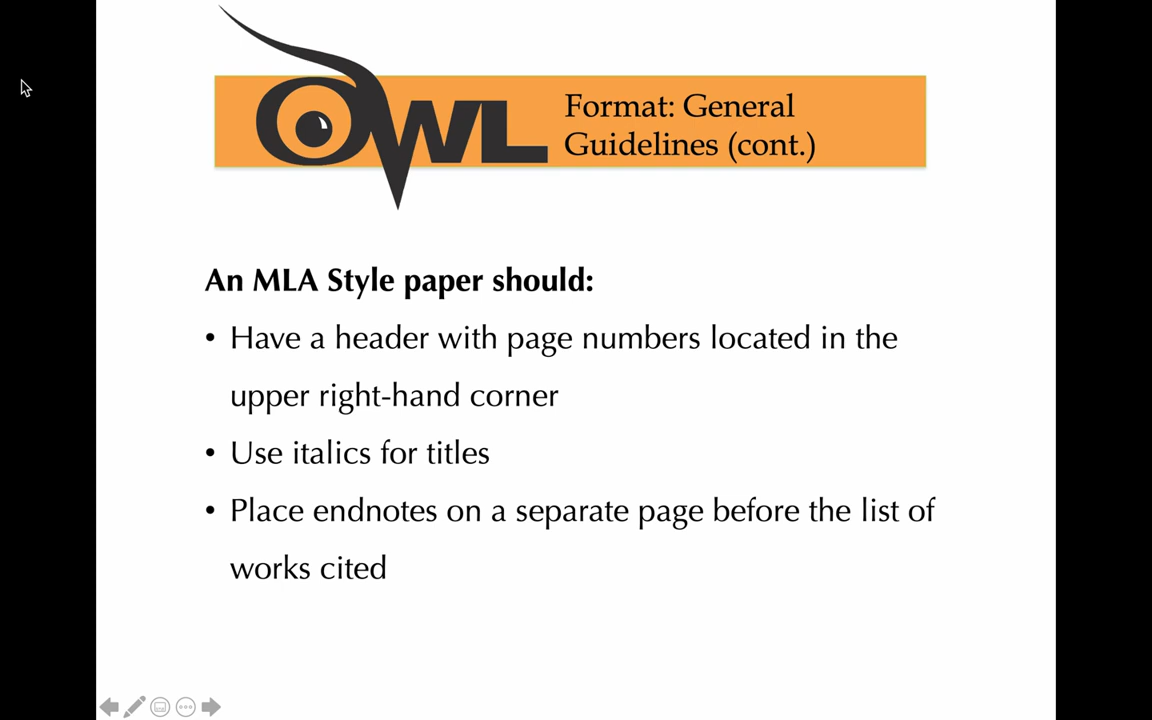 OWL
Format: General
Guidelines (cont.)
An MLA Style paper should:
• Have a header with page numbers located in the
upper right-hand corner
• Use italics for titles
• Place endnotes on a separate page before the list of
works cited